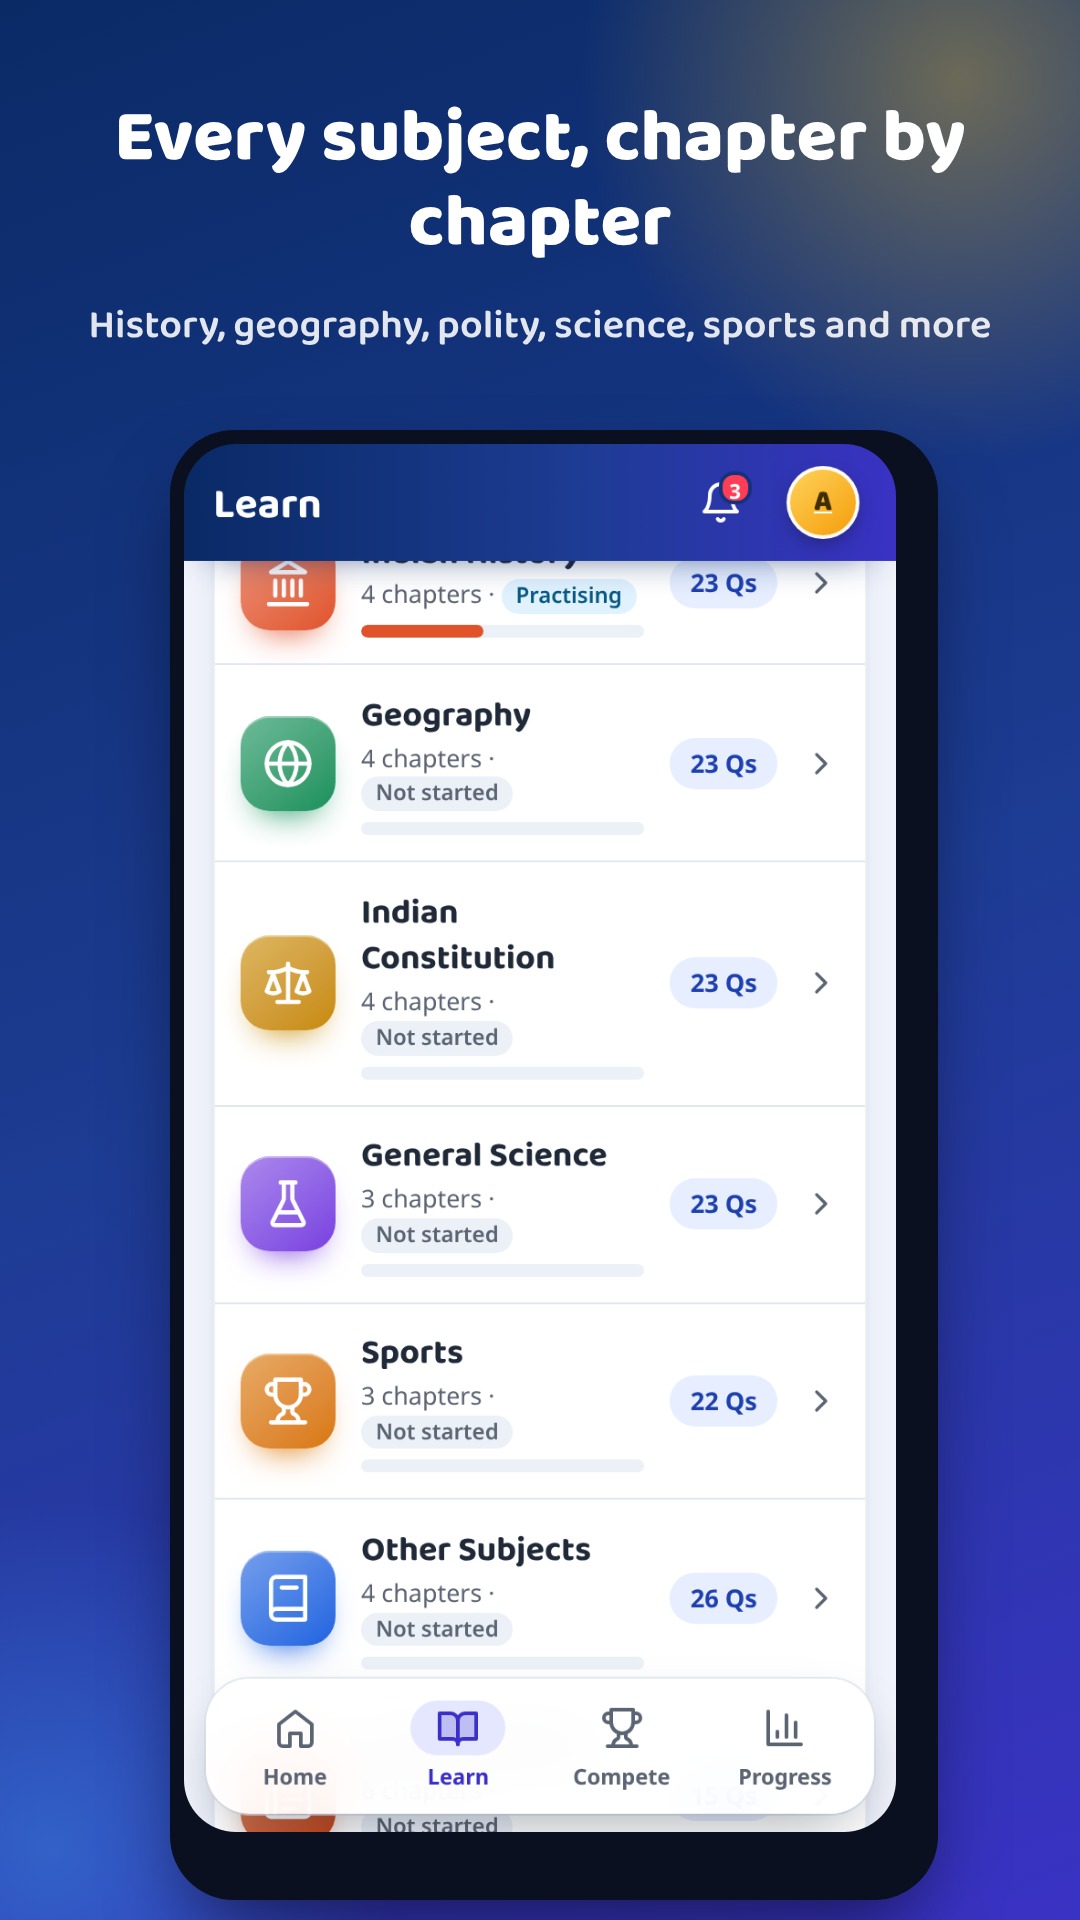 Every subject, chapter by
chapter
History, geography, polity, science, sports and more
Learn
3
A
4 chapters · Practising
23 Qs
Geography
4 chapters ·
Not started
23 Qs
Indian
Constitution
4 chapters ·
Not started
23 Qs
General Science
3 chapters ·
Not started
23 Qs
Sports
3 chapters ·
Not started
22 Qs
Other Subjects
4 chapters ·
Not started
26 Qs
Home
Learn
Compete
Progress
15 Qs
Not started